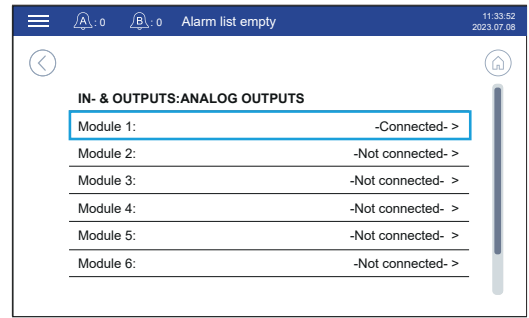 A : 0 B : 0 Alarm list empty 11:33:52
2023.07.08
IN- & OUTPUTS:ANALOG OUTPUTS
Module 1: -Connected- >
Module 2: -Not connected- >
Module 3: -Not connected- >
Module 4: -Not connected- >
Module 5: -Not connected- >
Module 6: -Not connected- >